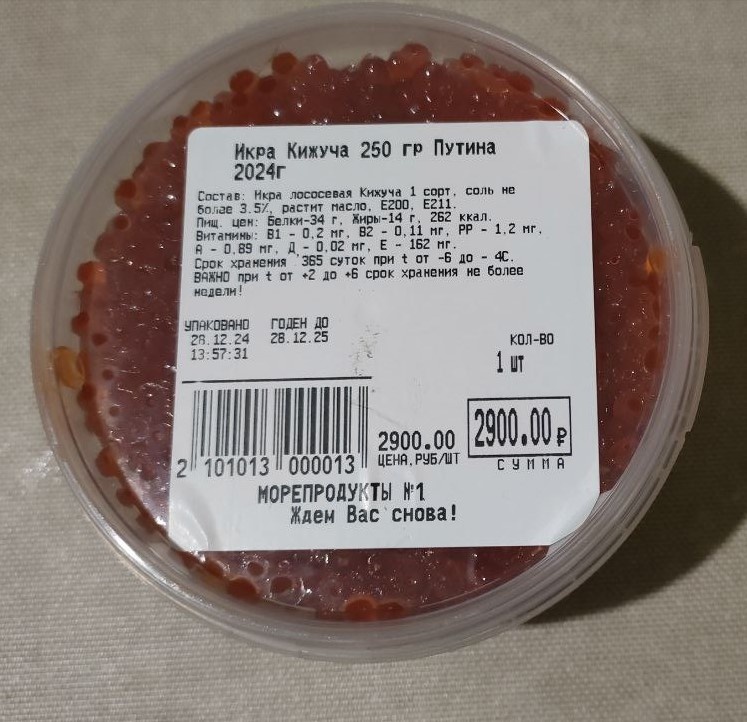 Икра Кижуча 250 гр Путина
2024г
Состав: Икра лососевая Кижуча 1 сорт, соль не
более 3.5%, растит масло, Е200, Е211.
Пищ. цен: Белки-34 г, Жиры-14 г, 262 ккал.
Витамины: В1 - 0,2 мг, В2 - 0,11 мг, РР - 1,2 мг,
А - 0,89 мг, Д - 0,02 мг, Е - 162 мг.
Срок хранения 365 суток при t от -6 до - 4С.
ВАЖНО при t от +2 до +6 срок хранения не более
недели!
УПАКОВАНО ГОДЕН ДО
28.12.24 28.12.25
13:57:31
КОЛ-ВО
1 шт
2900.00 2900.00 ₽
ЦЕНА,РУБ/ШТ СУММА
2 101013 000013
МОРЕПРОДУКТЫ №1
Ждем Вас снова!